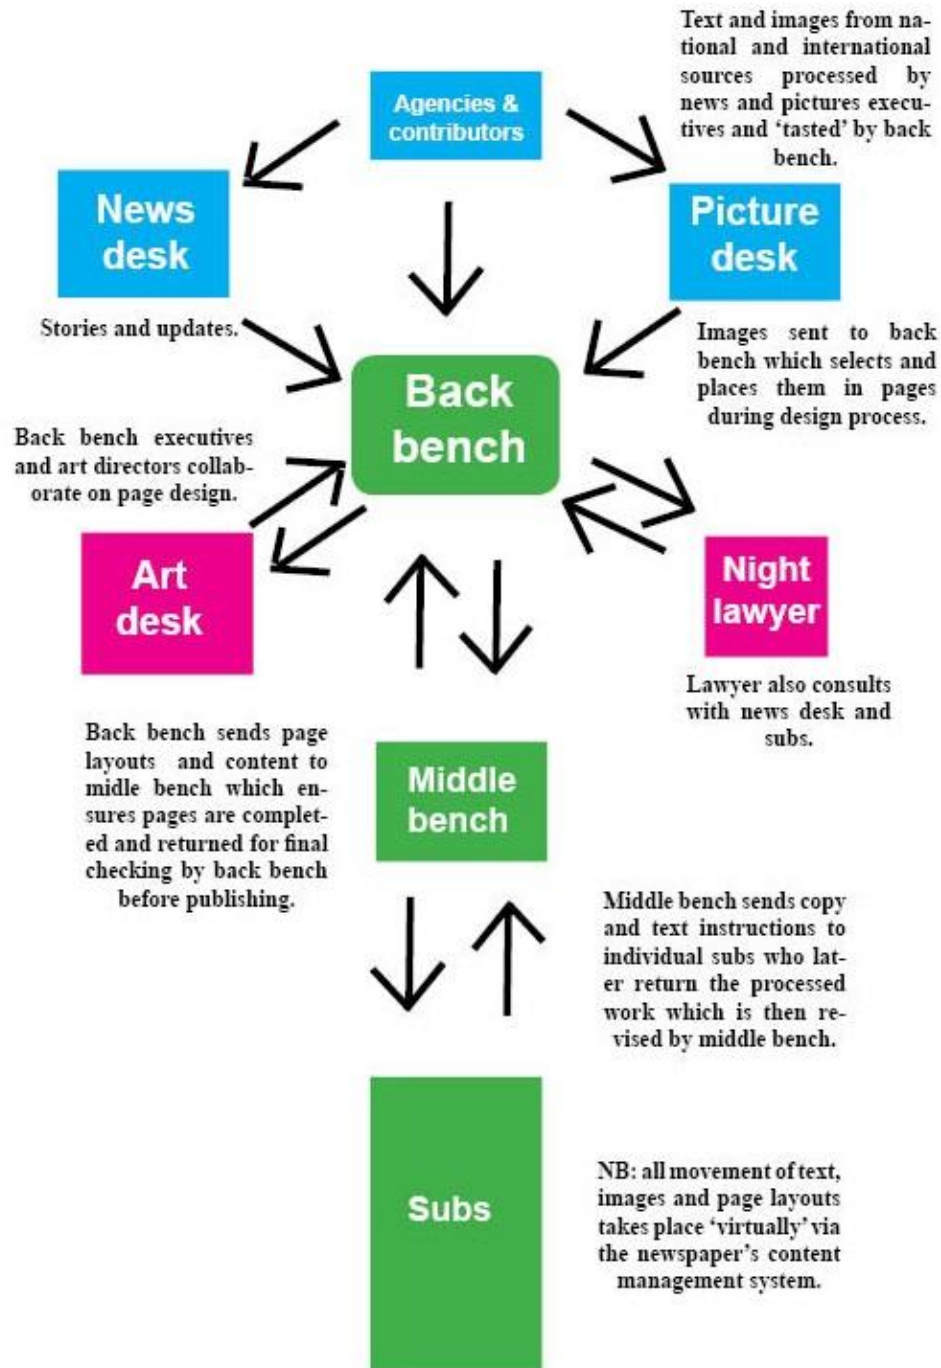 Text and images from na-
tional and international
sources processed by
news and pictures execu-
tives and ‘tasted’ by back
bench.
Agencies &
contributors
News
desk
Picture
desk
Stories and updates.
Images sent to back
bench which selects and
places them in pages
during design process.
Back
bench
Back bench executives
and art directors collab-
orate on page design.
Art
desk
Night
lawyer
Lawyer also consults
with news desk and
subs.
Back bench sends page
layouts and content to
midle bench which en-
sures pages are complet-
ed and returned for final
checking by back bench
before publishing.
Middle
bench
Middle bench sends copy
and text instructions to
individual subs who lat-
er return the processed
work which is then re-
vised by middle bench.
Subs
NB: all movement of text,
images and page layouts
takes place ‘virtually’ via
the newspaper’s content
management system.